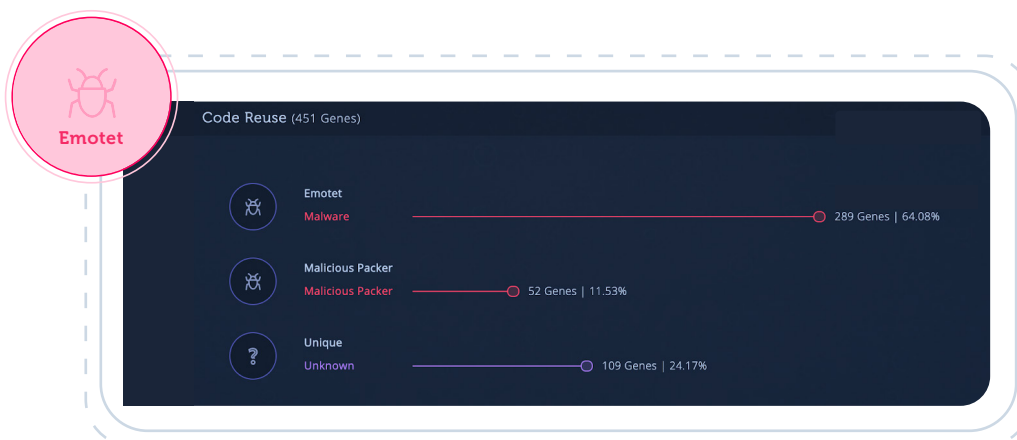 Emotet
Code Reuse (451 Genes)
Emotet
Malware 289 Genes | 64.08%
Malicious Packer
Malicious Packer 52 Genes | 11.53%
Unique
? Unknown 109 Genes | 24.17%